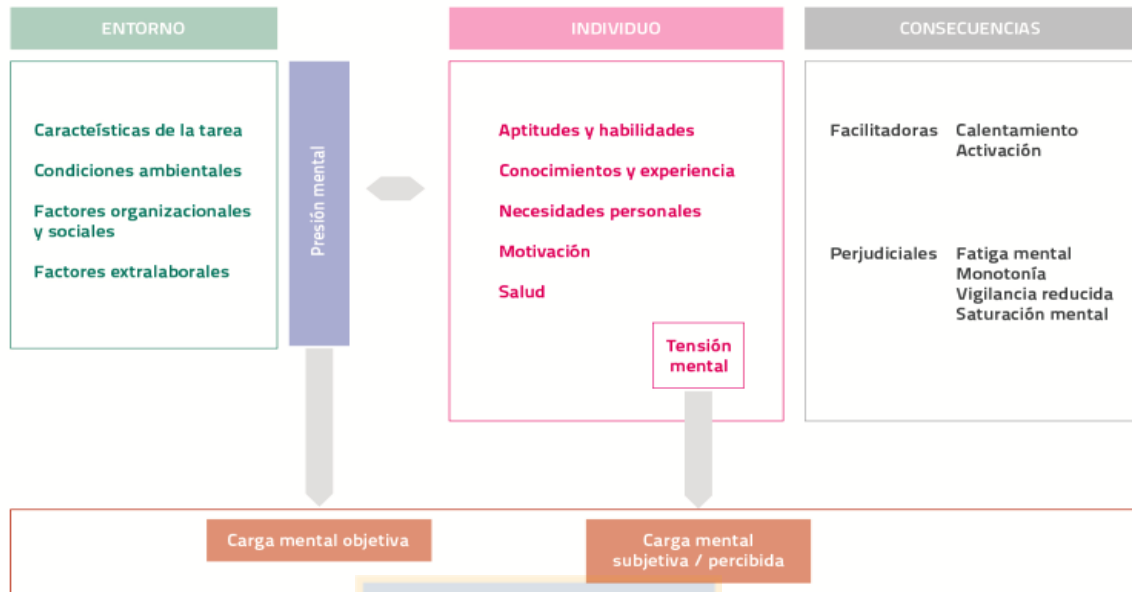 ENTORNO
Caracteísticas de la tarea
Condiciones ambientales
Factores organizacionales
y sociales
Factores extralaborales
Presión mental
INDIVIDUO
Aptitudes y habilidades
Conocimientos y experiencia
Necesidades personales
Motivación
Salud
Tensión
mental
CONSECUENCIAS
Facilitadoras Calentamiento
Activación
Perjudiciales Fatiga mental
Monotonía
Vigilancia reducida
Saturación mental
Carga mental objetiva
Carga mental
subjetiva / percibida